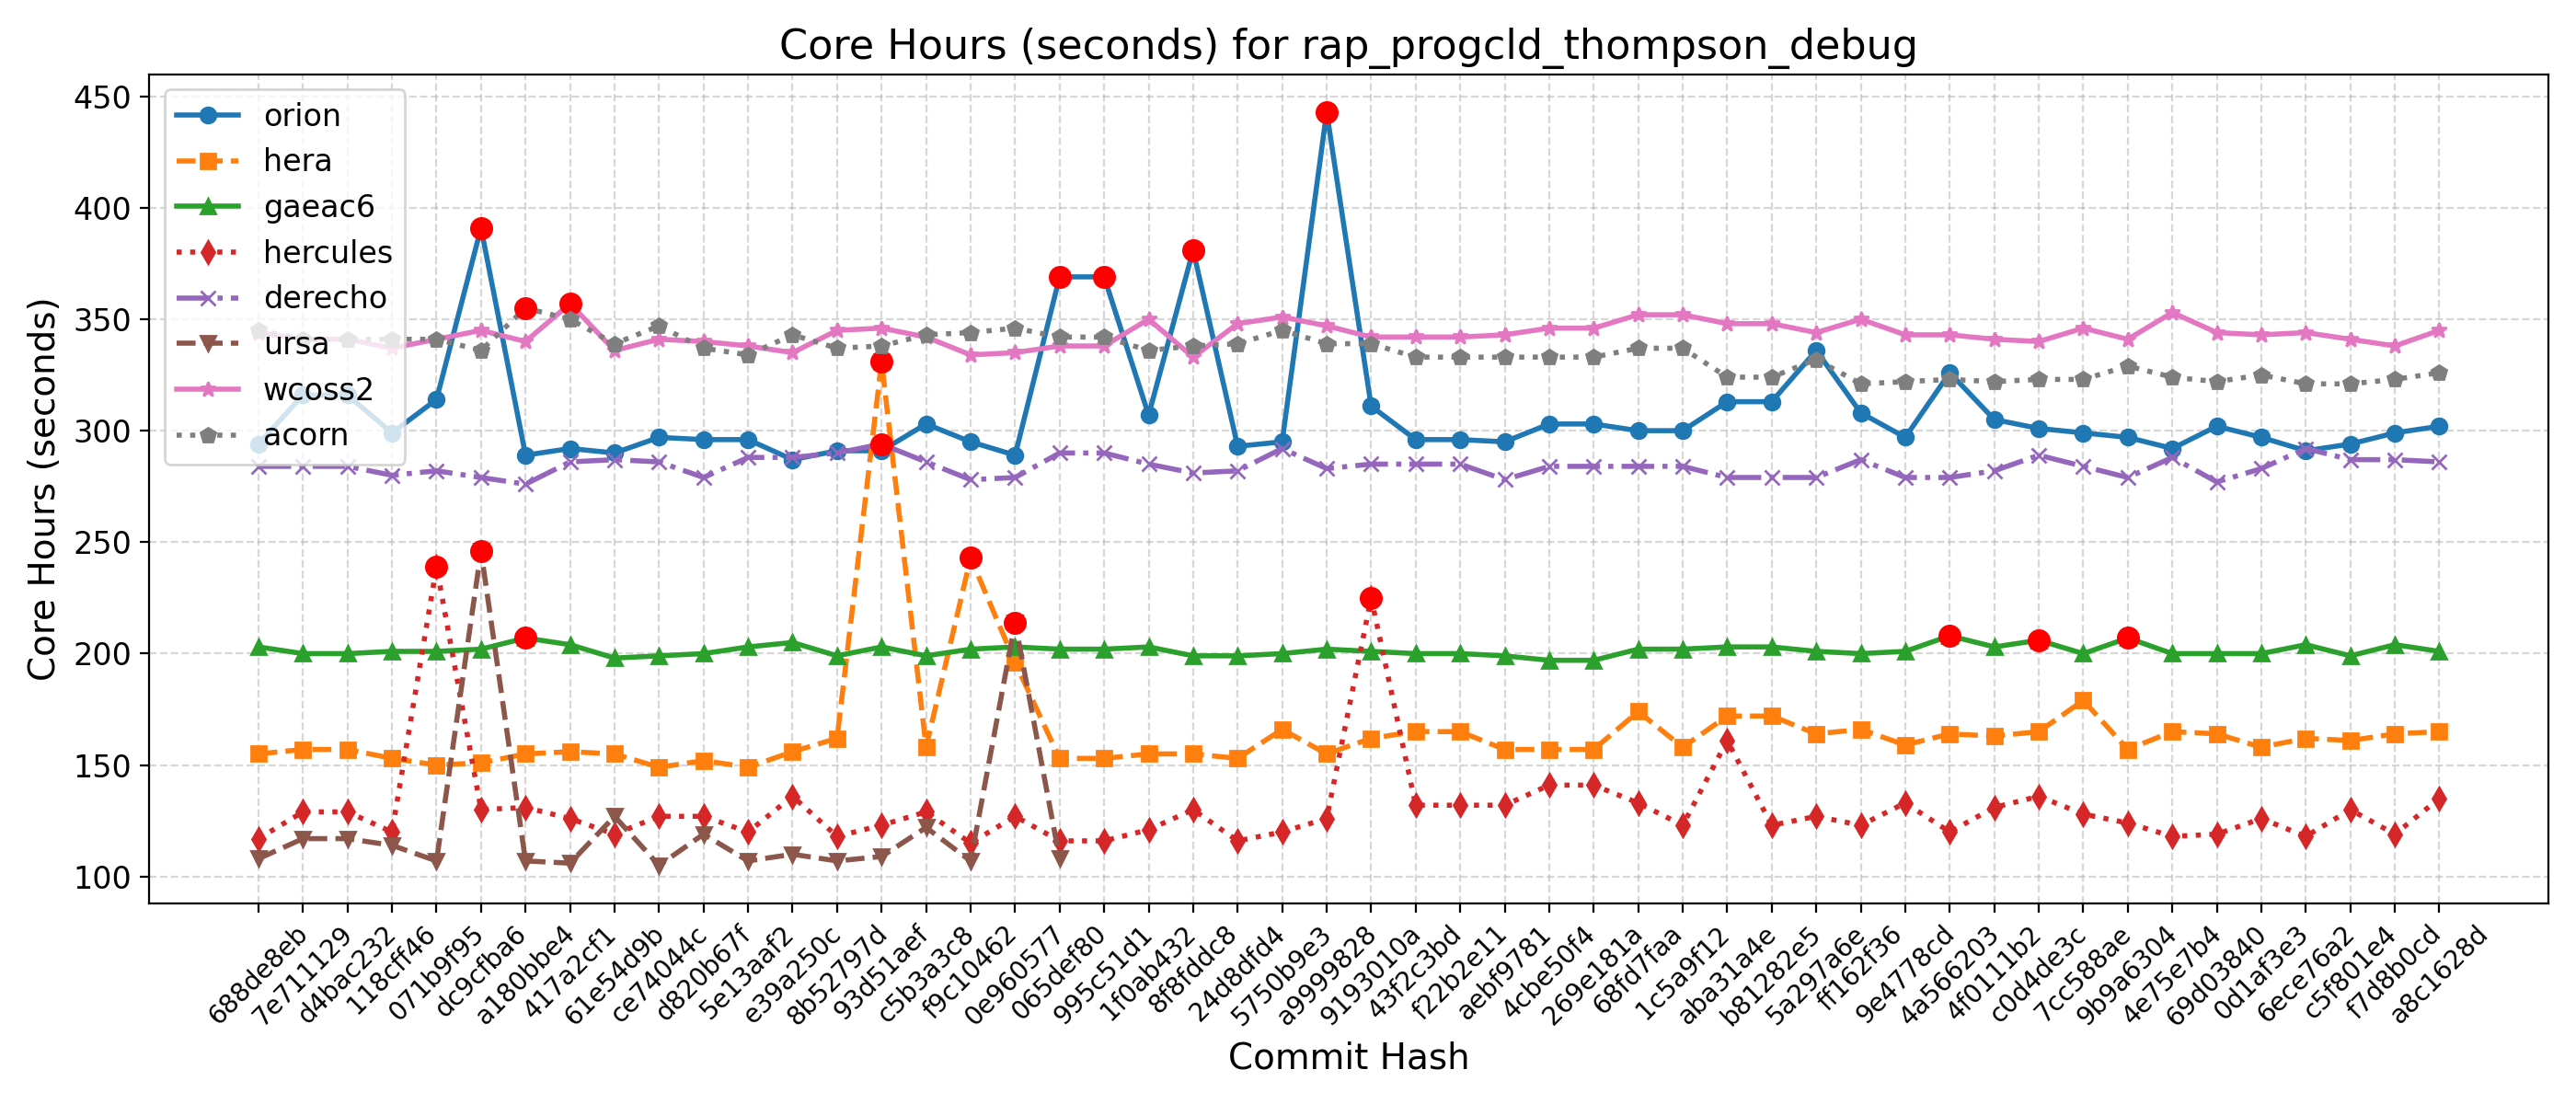 Core Hours (seconds) for rap_progcld_thompson_debug
Core Hours (seconds)
450
400
350
300
250
200
150
100
orion
hera
gaeac6
hercules
derecho
ursa
wcoss2
acorn
688de8eb
7e711129
d4bac232
118cff46
071b9f95
dc9cfba6
a180bbe4
417a2cf1
61e54d9b
ce74044c
d820b67f
5e13aaf2
e39a250c
8b52797d
93d51aef
c5b3a3c8
f9c10462
0e960577
065def80
995c51d1
1f0ab432
8f8fddc8
24d8dfd4
5750b9e3
a9999828
9193010a
43f2c3bd
f22b2e11
aebf9781
4cbe50f4
269e181a
68fd7faa
1c5a9f12
aba31a4e
b81282e5
5a297a6e
ff162f36
9e4778cd
4a566203
4f0111b2
c0d4de3c
7cc588ae
9b9a6304
4e75e7b4
69d03840
0d1af3e3
6ece76a2
c5f801e4
f7d8b0cd
a8c1628d
Commit Hash